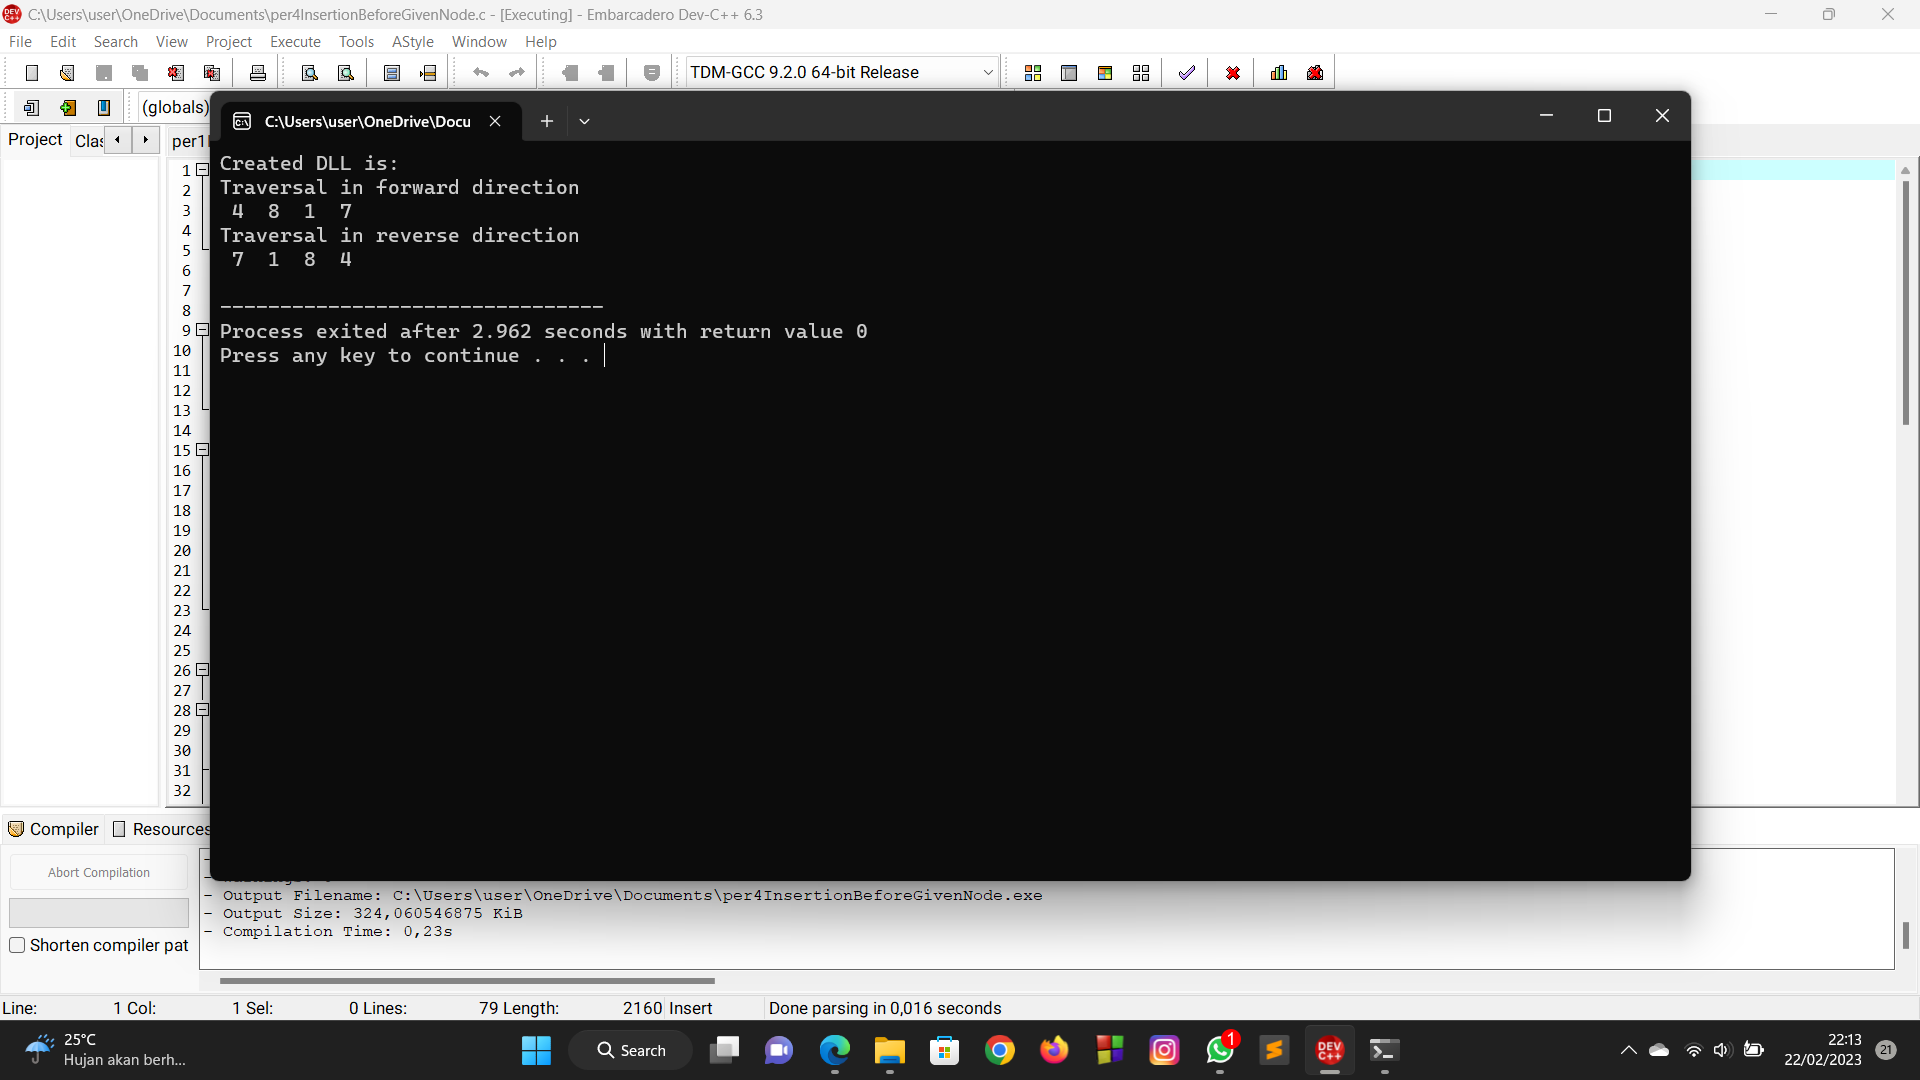 C:\Users\user\OneDrive\Documents\per4InsertionBeforeGivenNode.c - [Executing] - Embarcadero Dev-C++ 6.3
File Edit Search View Project Execute Tools AStyle Window Help
TDM-GCC 9.2.0 64-bit Release
(globals)
C:\Users\user\OneDrive\Docu
Project
Clas
per1
Created DLL is:
Traversal in forward direction
4 8 1 7
Traversal in reverse direction
7 1 8 4
--------------------------------
Process exited after 2.962 seconds with return value 0
Press any key to continue . . .
1
2
3
4
5
6
7
8
9
10
11
12
13
14
15
16
17
18
19
20
21
22
23
24
25
26
27
28
29
30
31
32
Compiler
Resources
Abort Compilation
Shorten compiler pat
- Output Filename: C:\Users\user\OneDrive\Documents\per4InsertionBeforeGivenNode.exe
- Output Size: 324,060546875 KiB
- Compilation Time: 0,23s
Line: 1 Col: 1 Sel: 0 Lines: 79 Length: 2160 Insert Done parsing in 0,016 seconds
25°C
Hujan akan berh...
Search
1
DEV C++
22:13
22/02/2023
21